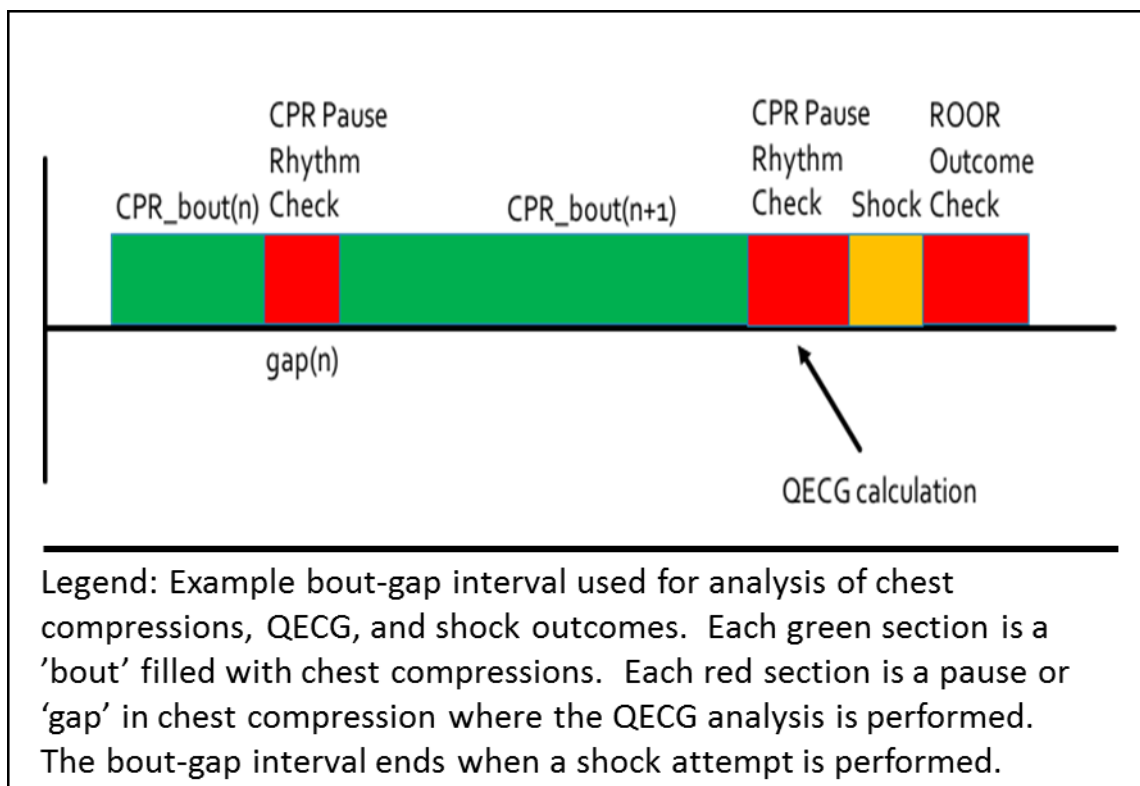 CPR Pause
Rhythm
Check
CPR_bout(n)
CPR_bout(n+1)
CPR Pause
Rhythm
Check
Shock
ROOR
Outcome
Check
gap(n)
QECG calculation
Legend: Example bout-gap interval used for analysis of chest
compressions, QECG, and shock outcomes. Each green section is a
’bout’ filled with chest compressions. Each red section is a pause or
‘gap’ in chest compression where the QECG analysis is performed.
The bout-gap interval ends when a shock attempt is performed.